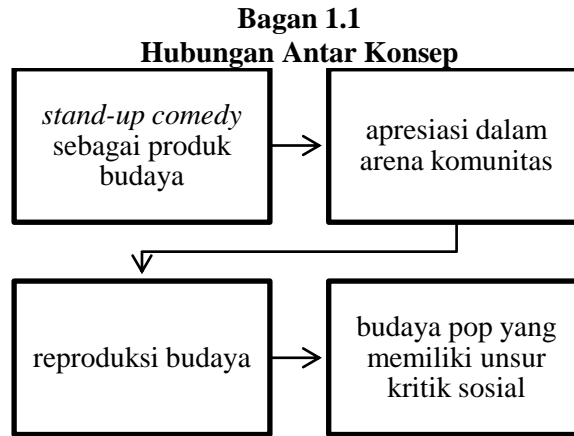 Bagan 1.1
Hubungan Antar Konsep
stand-up comedy
sebagai produk
budaya
apresiasi dalam
arena komunitas
reproduksi budaya
budaya pop yang
memiliki unsur
kritik sosial